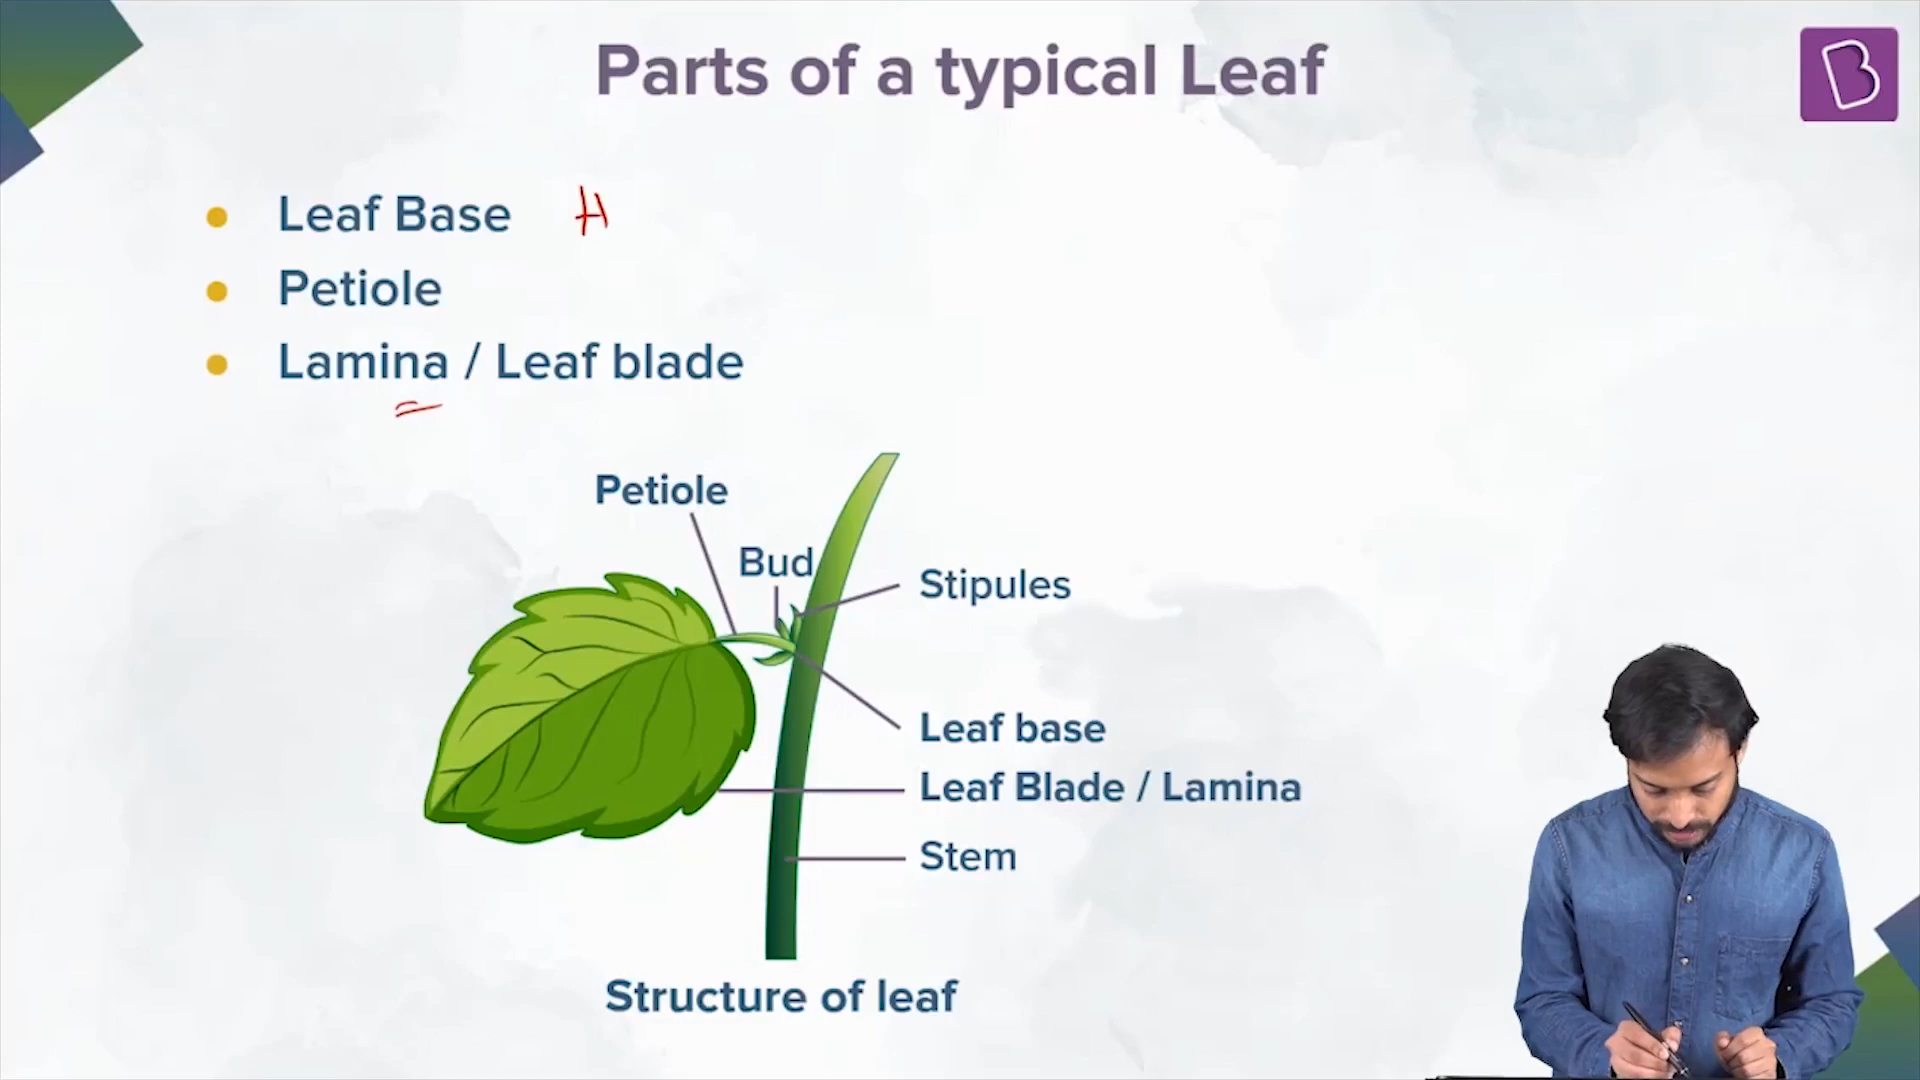 Parts of a typical Leaf
B
Leaf Base H
Petiole
Lamina / Leaf blade
Petiole
Bud
Stipules
Leaf base
Leaf Blade / Lamina
Stem
Structure of leaf